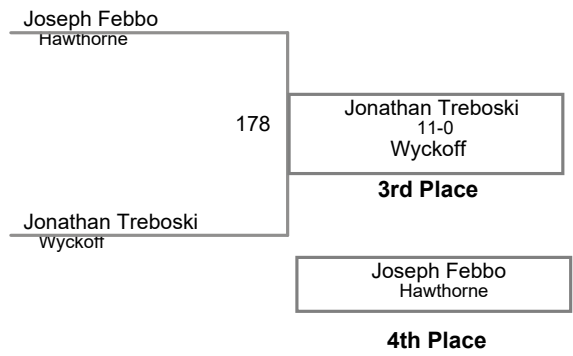 Joseph Febbo
Hawthorne
178
Jonathan Treboski
11-0
Wyckoff
3rd Place
Jonathan Treboski
Wyckoff
Joseph Febbo
Hawthorne
4th Place